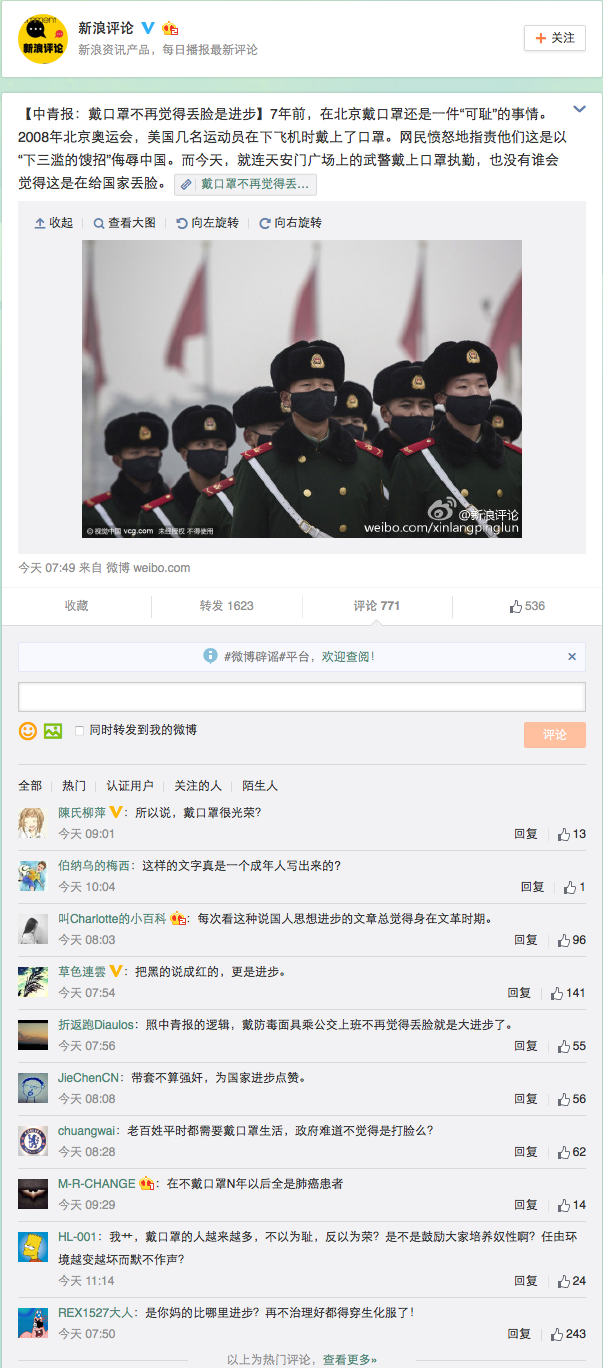 新浪评论
新浪评论
新浪资讯产品，每日播报最新评论
+ 关注
【中青报：戴口罩不再觉得丢脸是进步】7年前，在北京戴口罩还是一件“可耻”的事情。
2008年北京奥运会，美国几名运动员在下飞机时戴上了口罩。网民愤怒地指责他们这是以
“下三滥的馊招”侮辱中国。而今天，就连天安门广场上的武警戴上口罩执勤，也没有谁会
觉得这是在给国家丢脸。 戴口罩不再觉得丢...
收起 查看大图 向左旋转 向右旋转
@新浪评论
weibo.com/xinlangpinglun
© 视觉中国 vcg.com 未经授权 不得使用
今天 07:49 来自 微博 weibo.com
收藏 转发 1623 评论 771 536
#微博辟谣#平台，欢迎查阅！ ×
同时转发到我的微博 评论
全部 热门 认证用户 关注的人 陌生人
陳氏柳萍：所以说，戴口罩很光荣？
今天 09:01 回复 13
伯纳乌的梅西：这样的文字真是一个成年人写出来的？
今天 10:04 回复 1
叫Charlotte的小百科：每次看这种说国人思想进步的文章总觉得身在文革时期。
今天 08:03 回复 96
草色連雲：把黑的说成红的，更是进步。
今天 07:54 回复 141
折返跑Diaulos：照中青报的逻辑，戴防毒面具乘公交上班不再觉得丢脸就是大进步了。
今天 07:56 回复 55
JieChenCN：带套不算强奸，为国家进步点赞。
今天 08:08 回复 56
chuangwai：老百姓平时都需要戴口罩生活，政府难道不觉得是打脸么？
今天 08:28 回复 62
M-R-CHANGE：在不戴口罩N年以后全是肺癌患者
今天 09:29 回复 14
HL-001：我艹，戴口罩的人越来越多，不以为耻，反以为荣？是不是鼓励大家培养奴性啊？任由环
境越变越坏而默不作声？
今天 11:14 回复 24
REX1527大人：是你妈的比哪里进步？再不治理好都得穿生化服了！
今天 07:50 回复 243
以上为热门评论，查看更多»